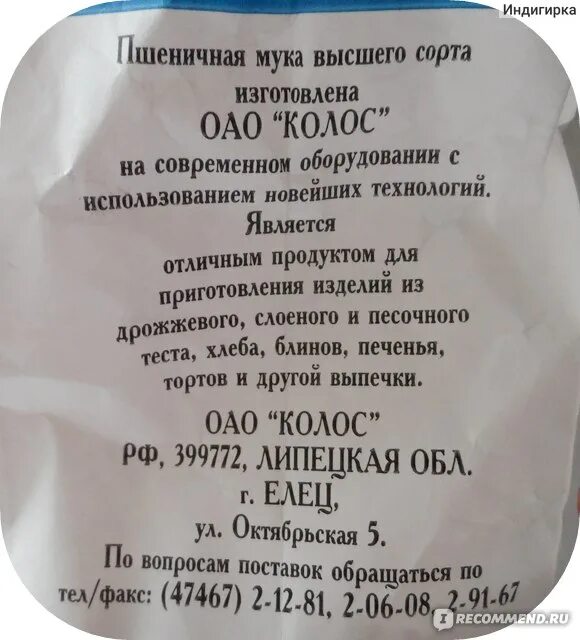 Индигирка
Пшеничная мука высшего сорта
изготовлена
ОАО "КОЛОС"
на современном оборудовании с
использованием новейших технологий.
Является
отличным продуктом для
приготовления изделий из
дрожжевого, слоеного и песочного
теста, хлеба, блинов, печенья,
тортов и другой выпечки.
ОАО "КОЛОС"
РФ, 399772, ЛИПЕЦКАЯ ОБЛ.
г. ЕЛЕЦ,
ул. Октябрьская 5.
По вопросам поставок обращаться по
тел/факс: (47467) 2-12-81, 2-06-08, 2-91-67
IRECOMMEND.RU